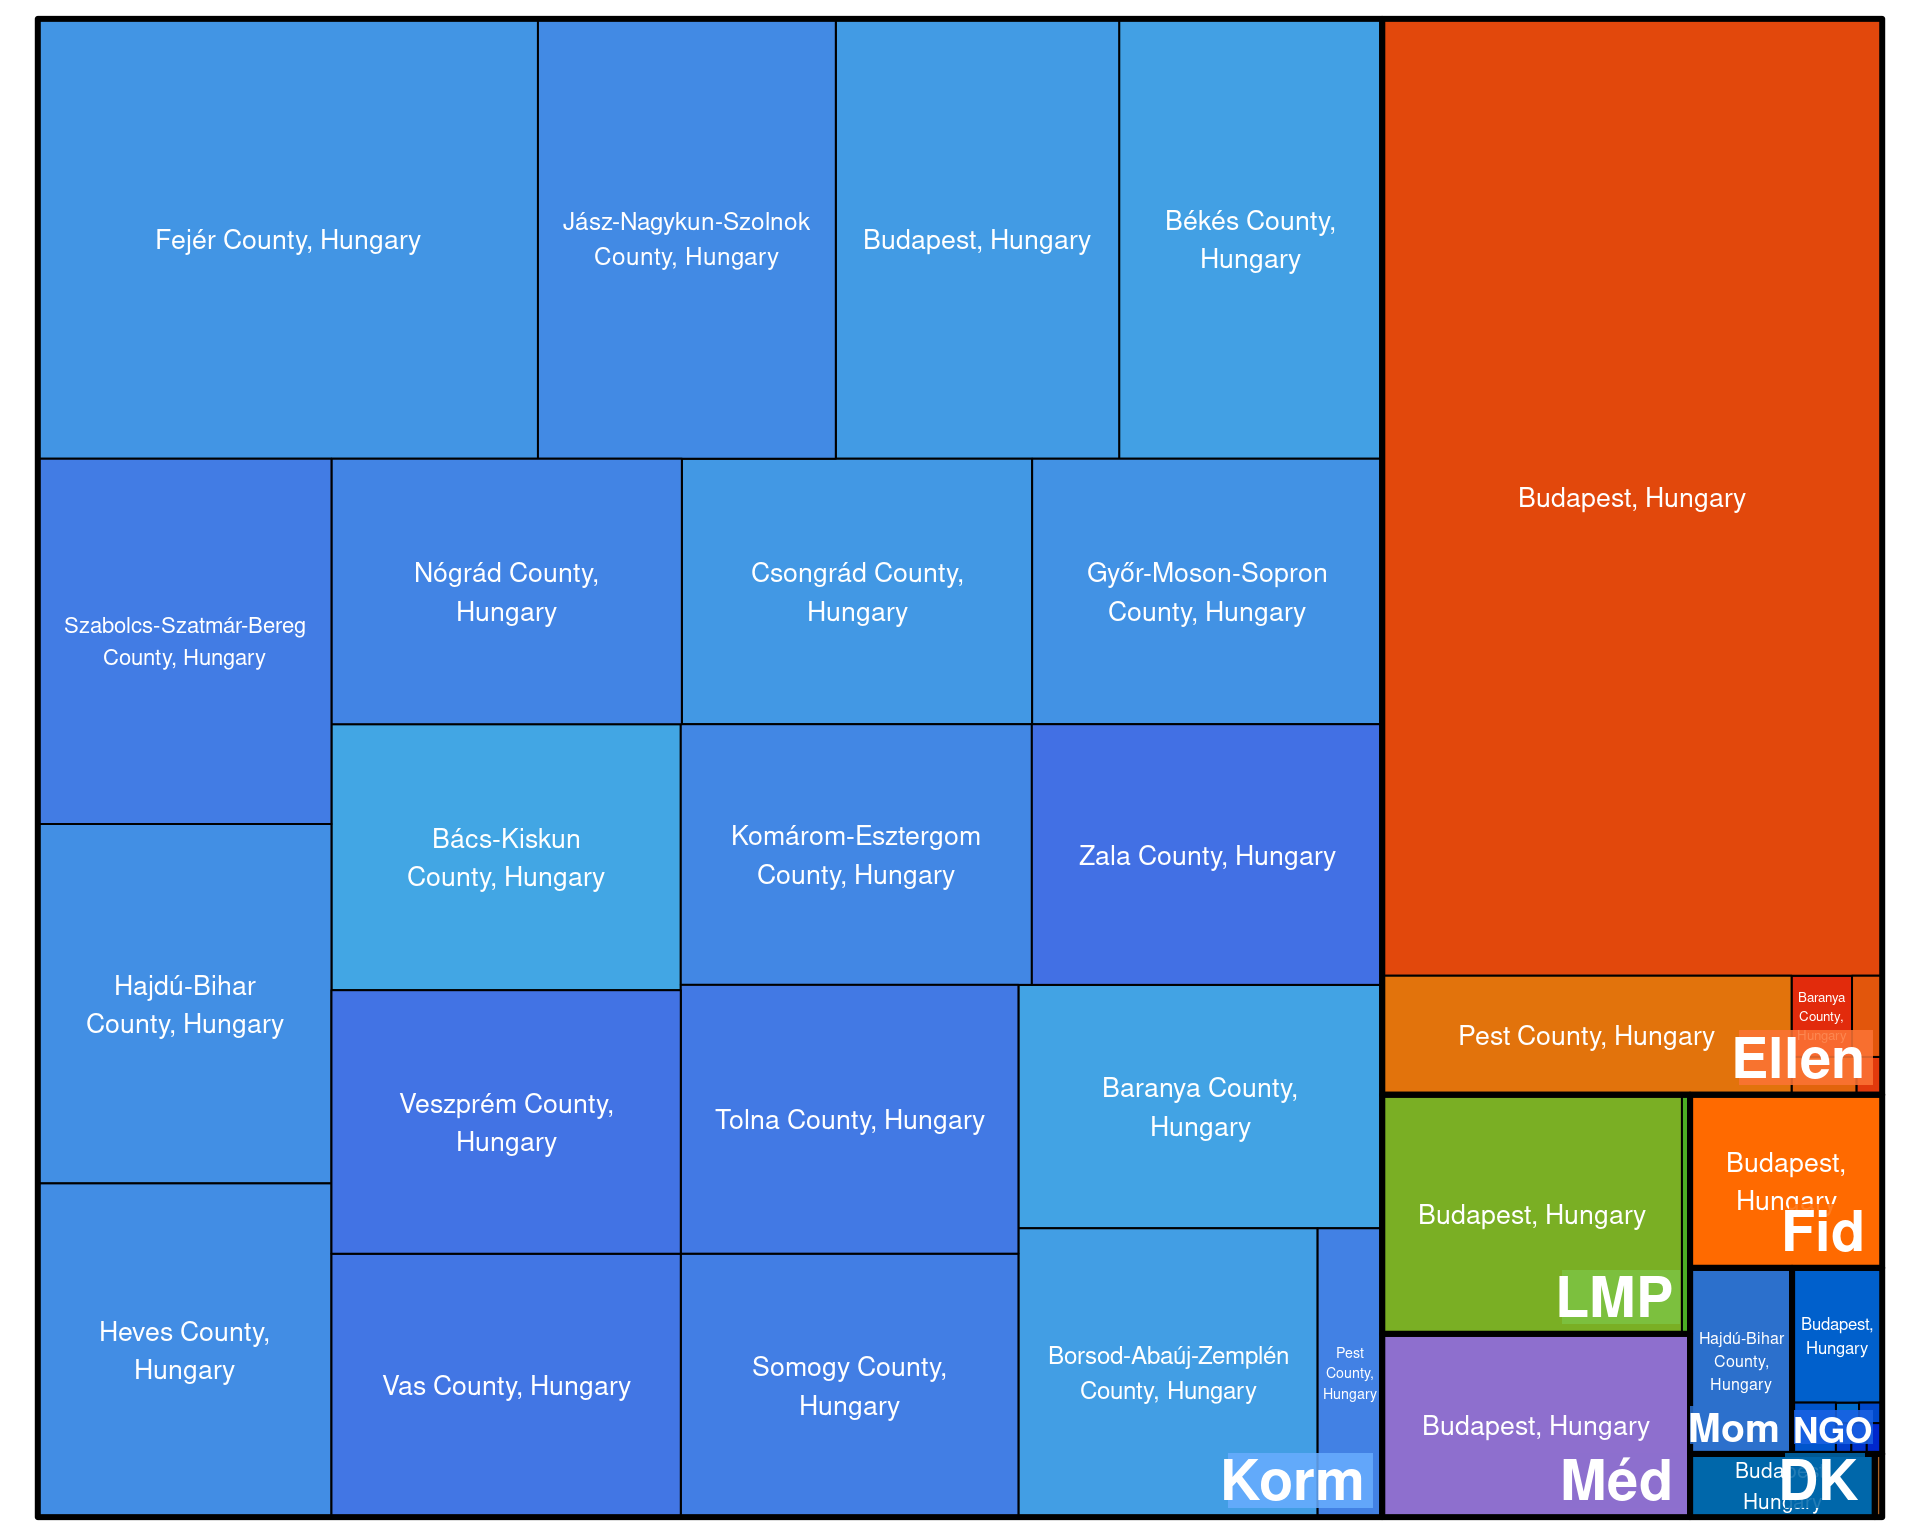 Fejér County, Hungary
Jász-Nagykun-Szolnok
County, Hungary
Budapest, Hungary
Békés County,
Hungary
Szabolcs-Szatmár-Bereg
County, Hungary
Nógrád County,
Hungary
Csongrád County,
Hungary
Győr-Moson-Sopron
County, Hungary
Hajdú-Bihar
County, Hungary
Bács-Kiskun
County, Hungary
Komárom-Esztergom
County, Hungary
Zala County, Hungary
Heves County,
Hungary
Veszprém County,
Hungary
Tolna County, Hungary
Baranya County,
Hungary
Vas County, Hungary
Somogy County,
Hungary
Borsod-Abaúj-Zemplén
County, Hungary
Pest
County,
Hungary
Korm
Budapest, Hungary
Pest County, Hungary
Baranya
County,
Hungary
Ellen
Budapest, Hungary
LMP
Budapest,
Hungary
Fid
Budapest, Hungary
Méd
Hajdú-Bihar
County,
Hungary
Mom
Budapest,
Hungary
NGO
Budapest,
Hungary
DK